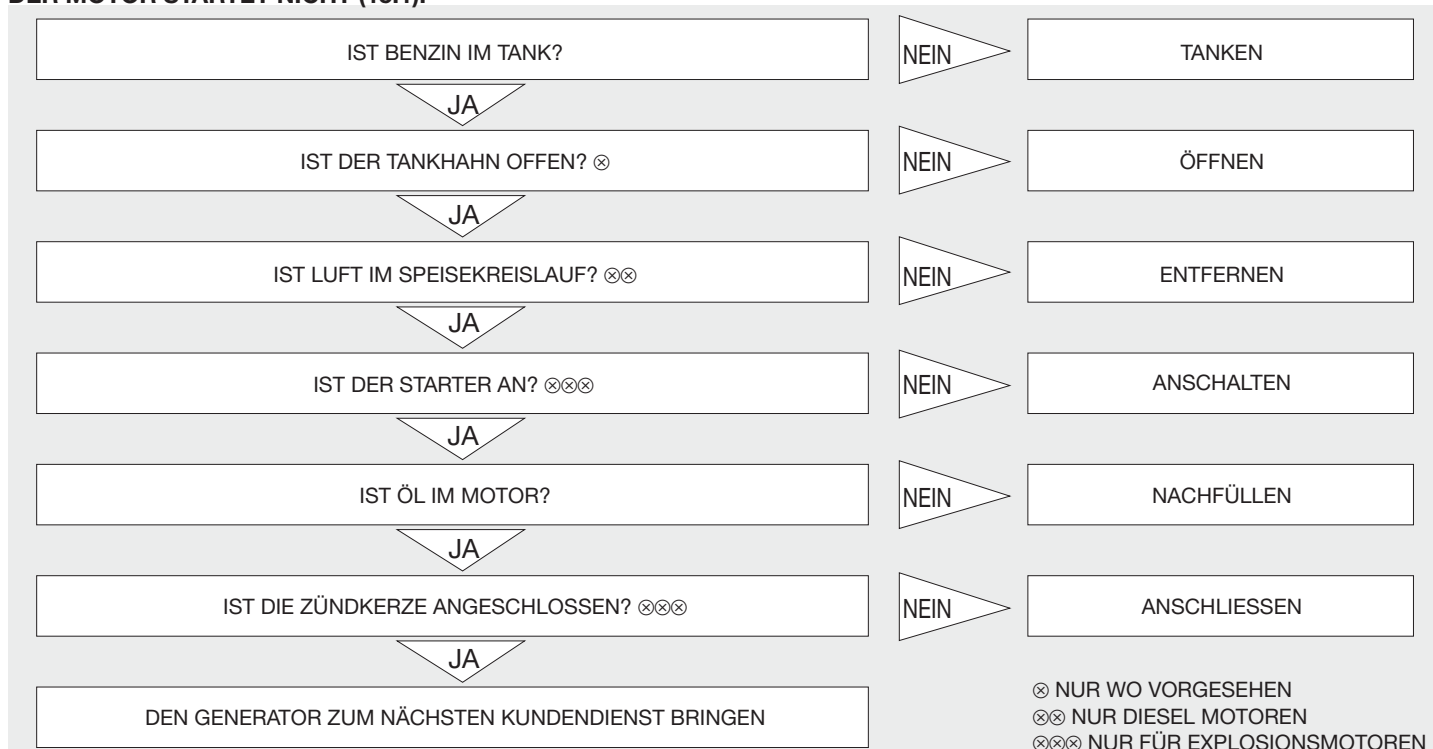 IST BENZIN IM TANK?
NEIN
TANKEN
JA
IST DER TANKHAHN OFFEN? ⊗
NEIN
ÖFFNEN
JA
IST LUFT IM SPEISEKREISLAUF? ⊗⊗
NEIN
ENTFERNEN
JA
IST DER STARTER AN? ⊗⊗⊗
NEIN
ANSCHALTEN
JA
IST ÖL IM MOTOR?
NEIN
NACHFÜLLEN
JA
IST DIE ZÜNDKERZE ANGESCHLOSSEN? ⊗⊗⊗
NEIN
ANSCHLIESSEN
JA
DEN GENERATOR ZUM NÄCHSTEN KUNDENDIENST BRINGEN
⊗ NUR WO VORGESEHEN
⊗⊗ NUR DIESEL MOTOREN
⊗⊗⊗ NUR FÜR EXPLOSIONSMOTOREN